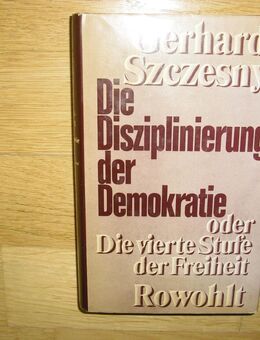 Gerhard
Szczesny
Die
Disziplinierung
der
Demokratie
oder
Die vierte Stufe
der Freiheit
Rowohlt